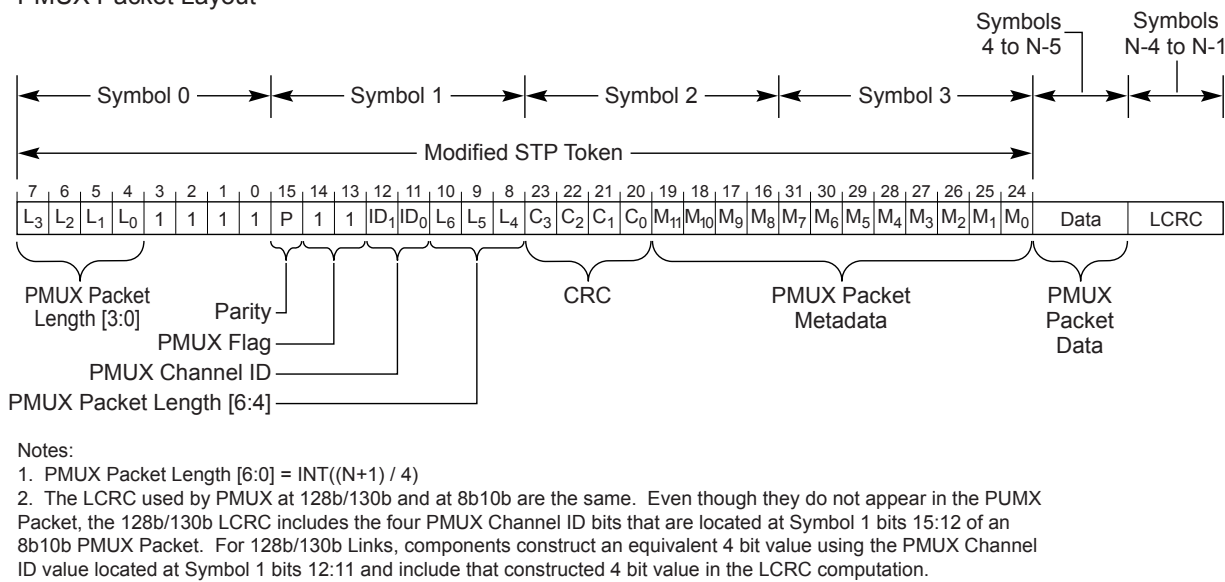 PMUX Packet Layout
Symbols
4 to N-5
Symbols
N-4 to N-1
Symbol 0
Symbol 1
Symbol 2
Symbol 3
Modified STP Token
7 6 5 4 3 2 1 0 15 14 13 12 11 10 9 8 23 22 21 20 19 18 17 16 31 30 29 28 27 26 25 24
L3 L2 L1 L0 1 1 1 1 P 1 1 ID1 ID0 L6 L5 L4 C3 C2 C1 C0 M11 M10 M9 M8 M7 M6 M5 M4 M3 M2 M1 M0 Data LCRC
PMUX Packet
Length [3:0]
Parity
PMUX Flag
PMUX Channel ID
PMUX Packet Length [6:4]
CRC
PMUX Packet
Metadata
PMUX
Packet
Data
Notes:
1. PMUX Packet Length [6:0] = INT((N+1) / 4)
2. The LCRC used by PMUX at 128b/130b and at 8b10b are the same. Even though they do not appear in the PUMX
Packet, the 128b/130b LCRC includes the four PMUX Channel ID bits that are located at Symbol 1 bits 15:12 of an
8b10b PMUX Packet. For 128b/130b Links, components construct an equivalent 4 bit value using the PMUX Channel
ID value located at Symbol 1 bits 12:11 and include that constructed 4 bit value in the LCRC computation.